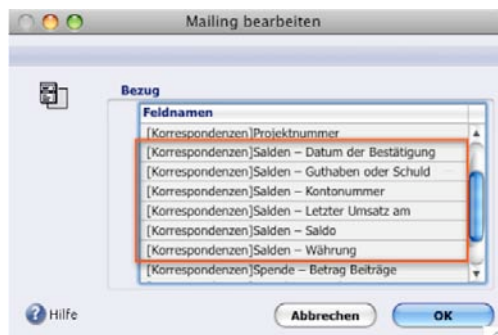 Mailing bearbeiten
Bezug
Feldnamen
[Korrespondenzen]Projektnummer
[Korrespondenzen]Salden – Datum der Bestätigung
[Korrespondenzen]Salden – Guthaben oder Schuld
[Korrespondenzen]Salden – Kontonummer
[Korrespondenzen]Salden – Letzter Umsatz am
[Korrespondenzen]Salden – Saldo
[Korrespondenzen]Salden – Währung
[Korrespondenzen]Spende – Betrag Beiträge
Hilfe
Abbrechen
OK